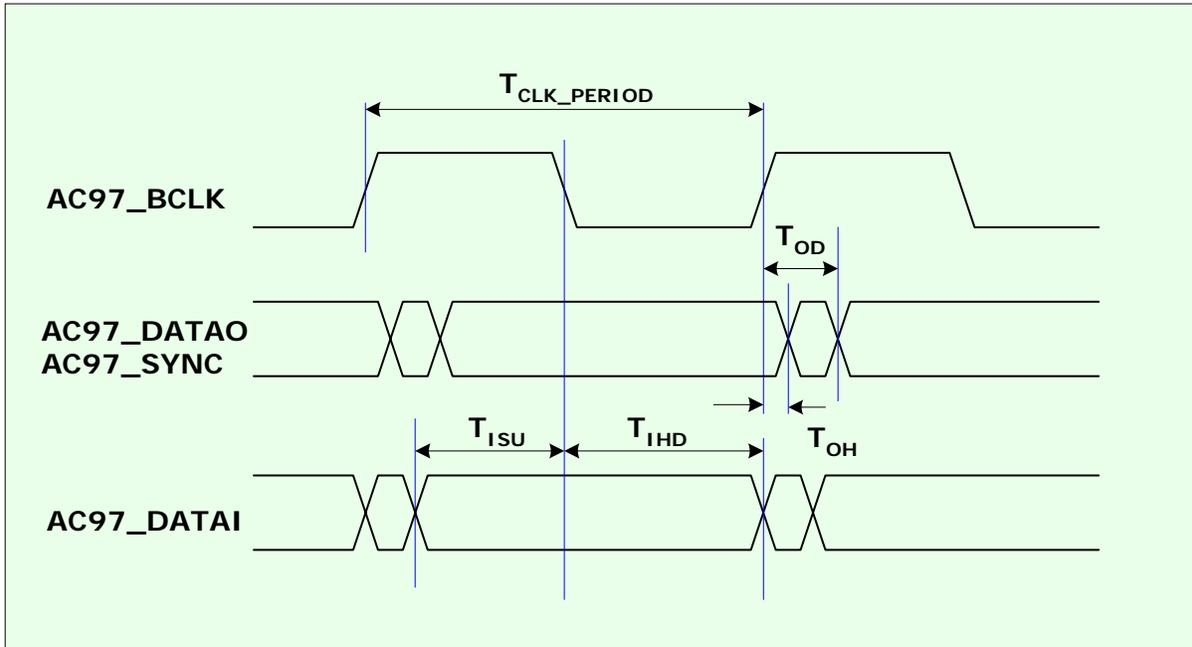 TCLK_PERIOD
AC97_BCLK
TOD
AC97_DATAO
AC97_SYNC
TISU
TIHD
TOH
AC97_DATAI